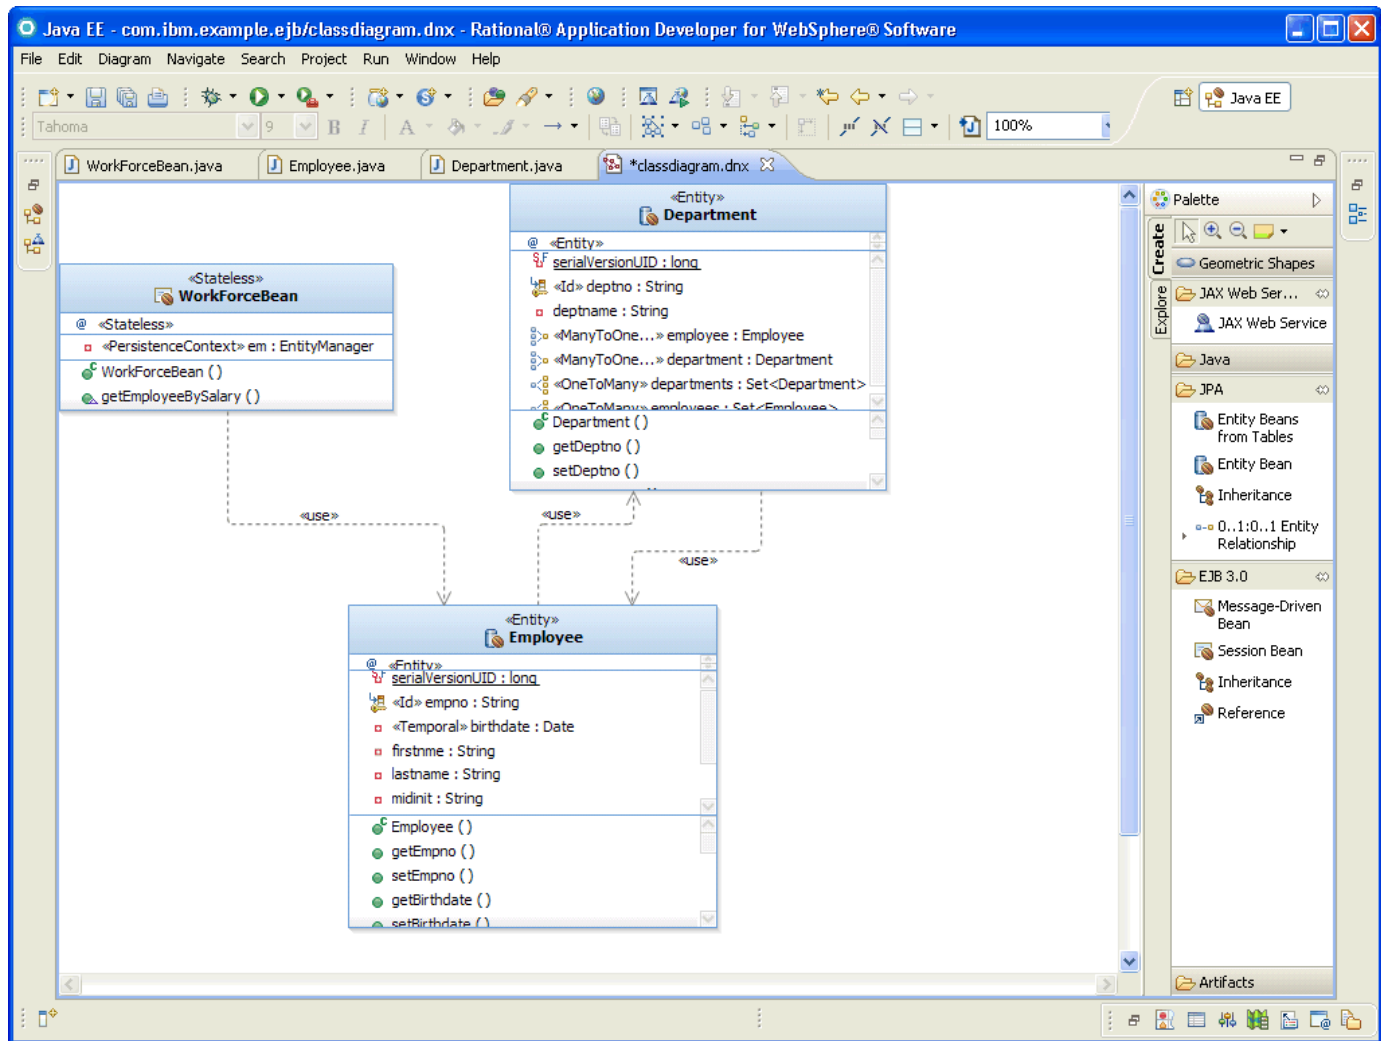 Java EE - com.ibm.example.ejb/classdiagram.dnx - Rational® Application Developer for WebSphere® Software
File Edit Diagram Navigate Search Project Run Window Help
Java EE
Tahoma 9 B I A 100%
WorkForceBean.java Employee.java Department.java *classdiagram.dnx
«Stateless»
WorkForceBean
@ «Stateless»
«PersistenceContext» em : EntityManager
WorkForceBean ( )
getEmployeeBySalary ( )
«Entity»
Department
@ «Entity»
serialVersionUID : long
«Id» deptno : String
deptname : String
«ManyToOne...» employee : Employee
«ManyToOne...» department : Department
«OneToMany» departments : Set<Department>
«OneToMany» employees : Set<Employee>
Department ( )
getDeptno ( )
setDeptno ( )
«use»
«use»
«use»
«Entity»
Employee
@ «Entity»
serialVersionUID : long
«Id» empno : String
«Temporal» birthdate : Date
firstnme : String
lastname : String
midinit : String
Employee ( )
getEmpno ( )
setEmpno ( )
getBirthdate ( )
setBirthdate ( )
Palette
Create
Explore
Geometric Shapes
JAX Web Ser...
JAX Web Service
Java
JPA
Entity Beans
from Tables
Entity Bean
Inheritance
0..1:0..1 Entity
Relationship
EJB 3.0
Message-Driven
Bean
Session Bean
Inheritance
Reference
Artifacts